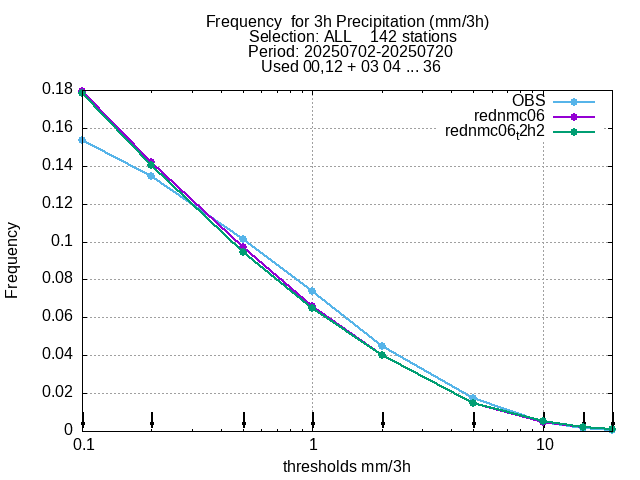 Frequency  for 3h Precipitation (mm/3h)
Selection: ALL    142 stations
Period: 20250702-20250720
Used 00,12 + 03 04 ... 36
OBS
rednmc06
rednmc06t2h2
0.18
0.16
0.14
0.12
0.1
0.08
0.06
0.04
0.02
0
Frequency
0.1 1 10
thresholds mm/3h